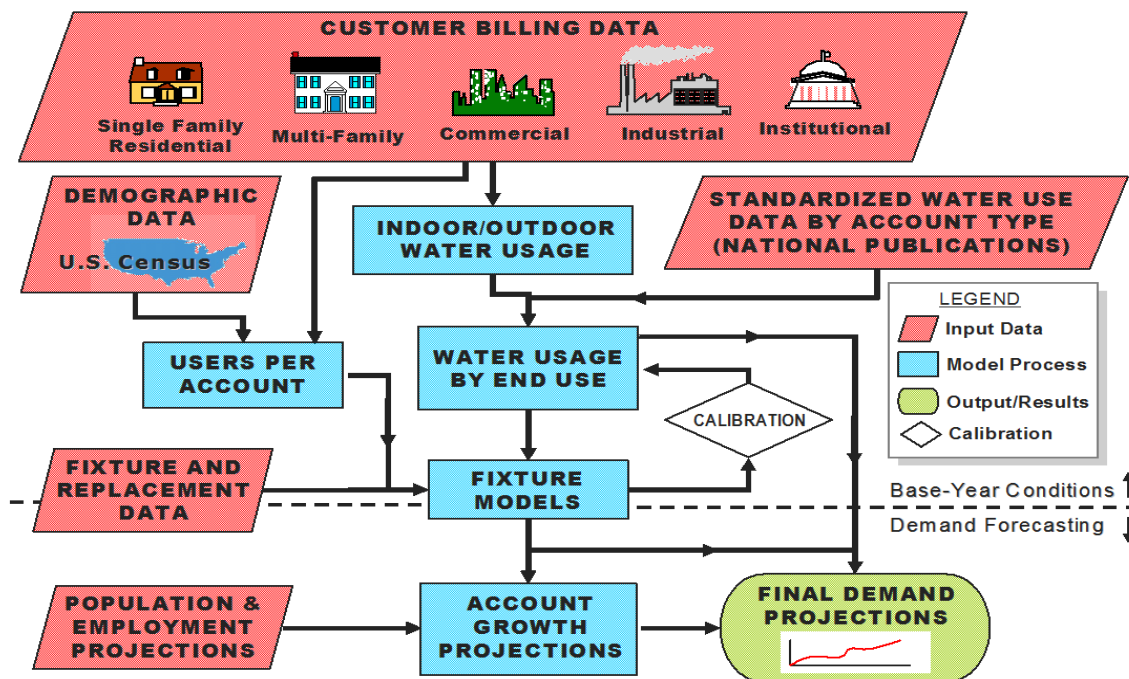 CUSTOMER BILLING DATA
Single Family
Residential
Multi-Family
Commercial
Industrial
Institutional
DEMOGRAPHIC
DATA
U.S. Census
INDOOR/OUTDOOR
WATER USAGE
STANDARDIZED WATER USE
DATA BY ACCOUNT TYPE
(NATIONAL PUBLICATIONS)
LEGEND
Input Data
Model Process
Output/Results
Calibration
USERS PER
ACCOUNT
WATER USAGE
BY END USE
CALIBRATION
FIXTURE AND
REPLACEMENT
DATA
FIXTURE
MODELS
Base-Year Conditions
Demand Forecasting
POPULATION &
EMPLOYMENT
PROJECTIONS
ACCOUNT
GROWTH
PROJECTIONS
FINAL DEMAND
PROJECTIONS